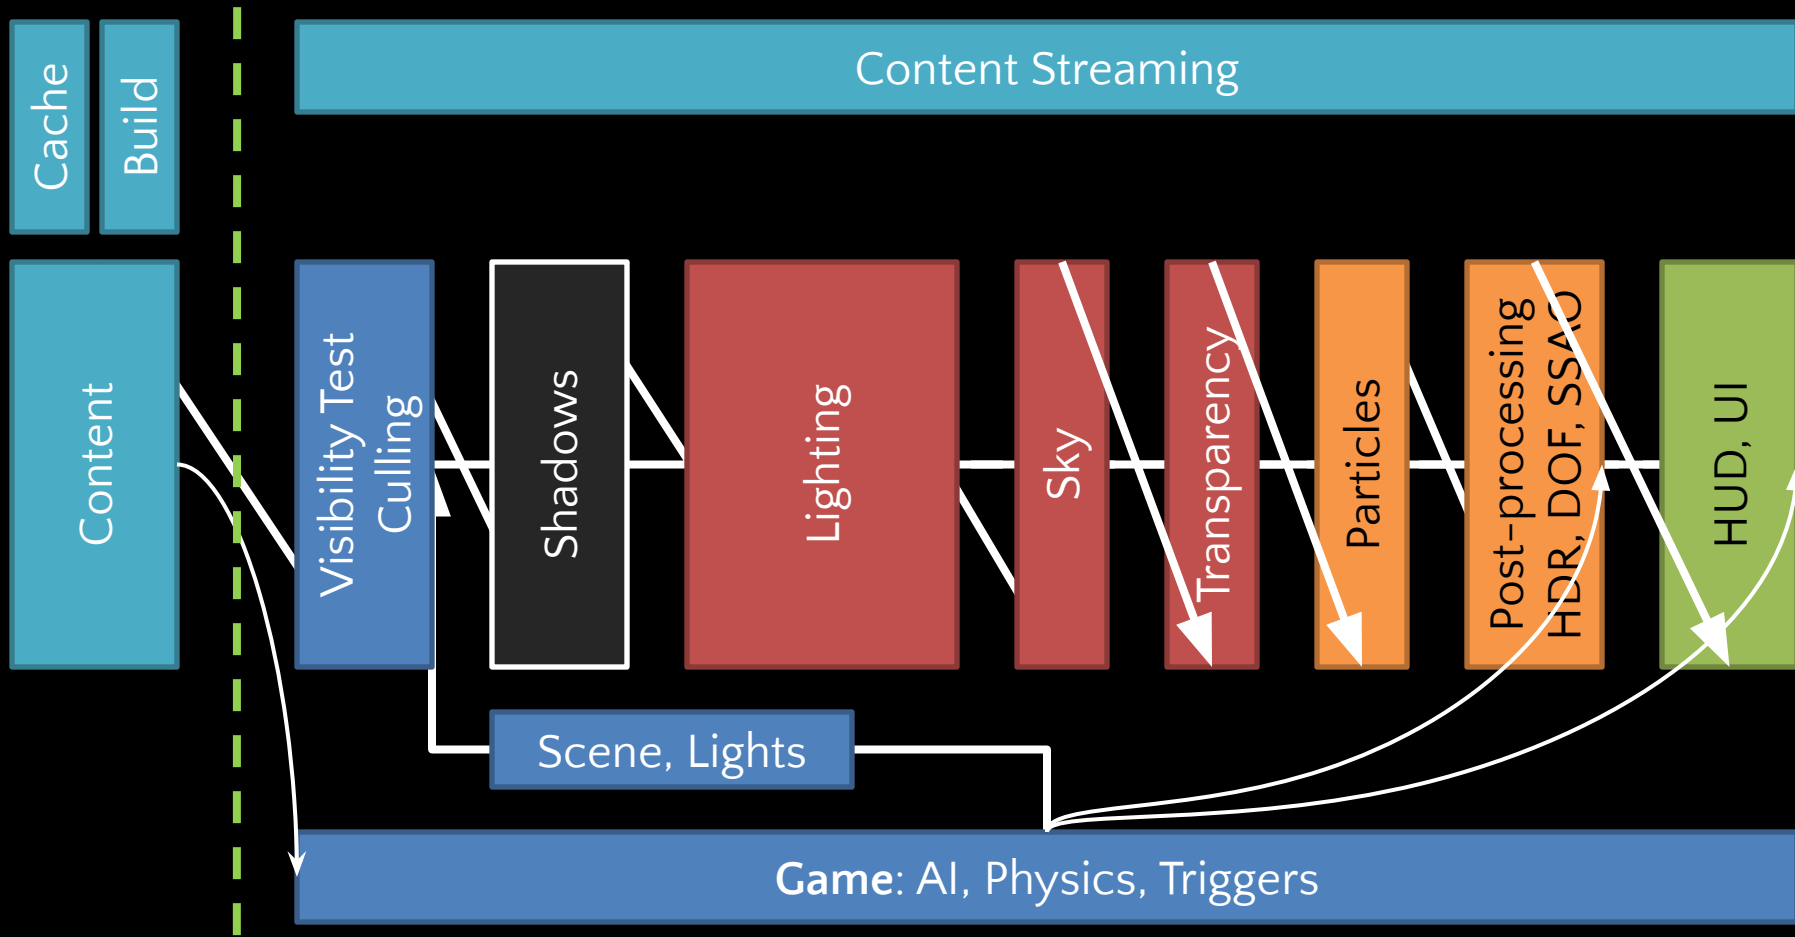 Cache
Build
Content Streaming
Content
Visibility Test
Culling
Shadows
Lighting
Sky
Transparency
Particles
Post-processing
HDR, DOF, SSAO
HUD, UI
Scene, Lights
Game: AI, Physics, Triggers